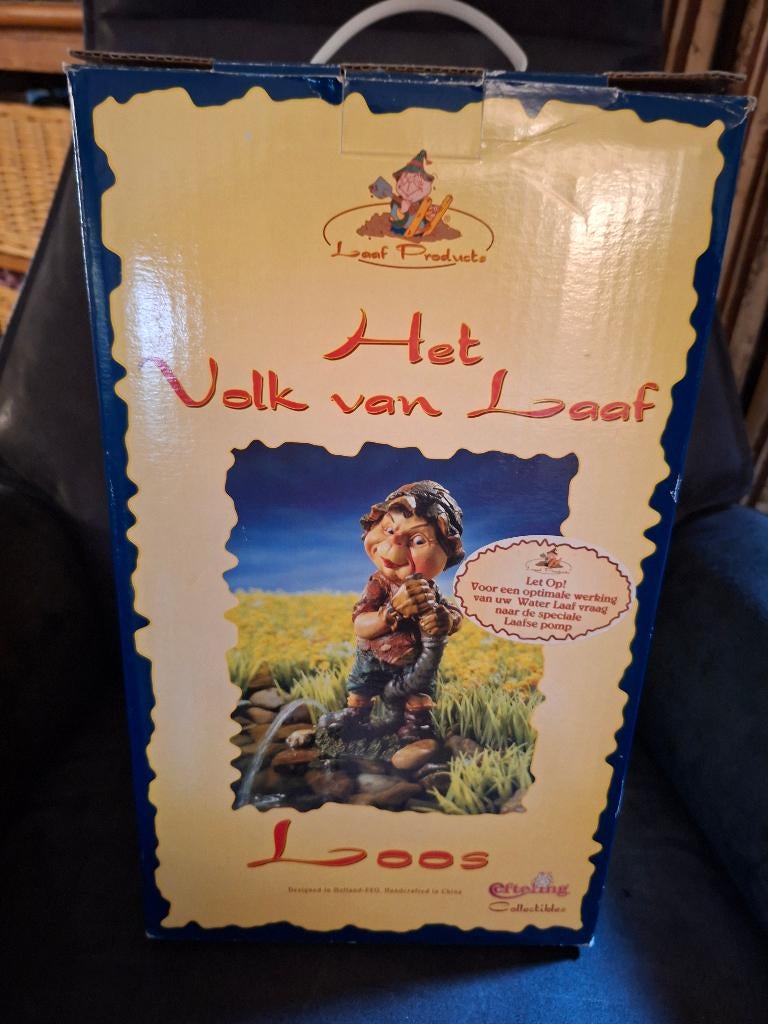 Laaf Products
Het
Volk van Laaf
Let Op!
Voor een optimale werking
van uw Water Laaf vraag
naar de speciale
Laafse pomp
Loos
Designed in Holland-EEG. Handcrafted in China
efteling
Collectibles